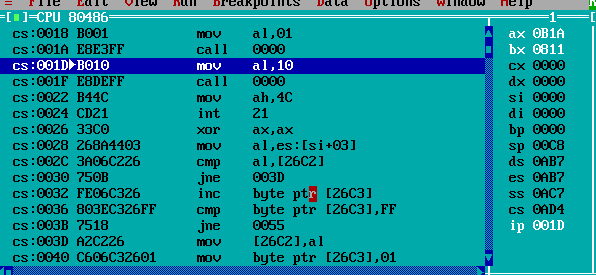 ≡ File Edit View Run Breakpoints Data Options Window Help
[■]=CPU 80486 1
cs:0018 B001 mov al,01 ax 0B1A
cs:001A E8E3FF call 0000 bx 0811
cs:001D▶B010 mov al,10 cx 0000
cs:001F E8DEFF call 0000 dx 0000
cs:0022 B44C mov ah,4C si 0000
cs:0024 CD21 int 21 di 0000
cs:0026 33C0 xor ax,ax bp 0000
cs:0028 268A4403 mov al,es:[si+03] sp 00C8
cs:002C 3A06C226 cmp al,[26C2] ds 0AB7
cs:0030 750B jne 003D es 0AB7
cs:0032 FE06C326 inc byte ptr [26C3] ss 0AC7
cs:0036 803EC326FF cmp byte ptr [26C3],FF cs 0AD4
cs:003B 7518 jne 0055 ip 001D
cs:003D A2C226 mov [26C2],al
cs:0040 C606C32601 mov byte ptr [26C3],01